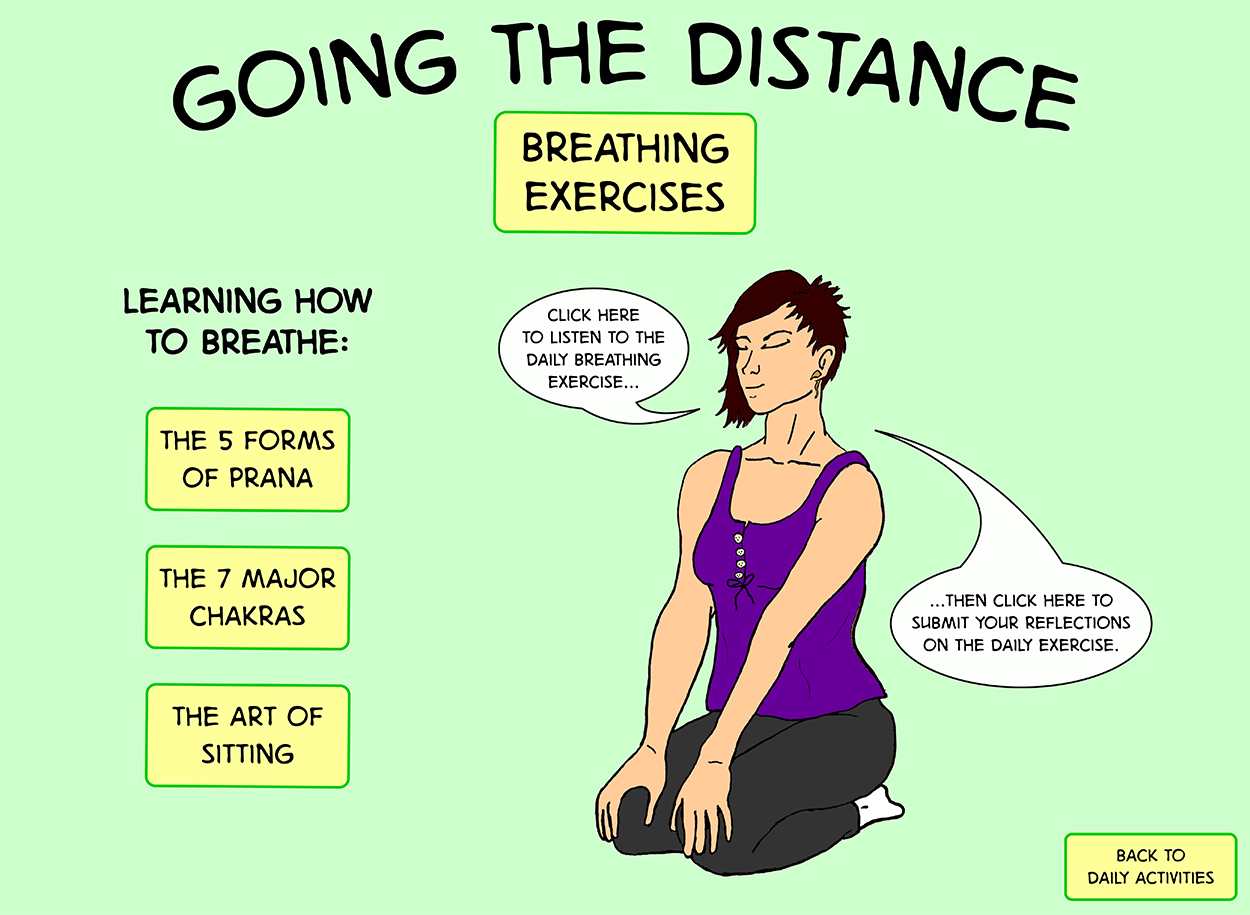 GOING THE DISTANCE
BREATHING
EXERCISES
LEARNING HOW
TO BREATHE:
THE 5 FORMS
OF PRANA
THE 7 MAJOR
CHAKRAS
THE ART OF
SITTING
CLICK HERE
TO LISTEN TO THE
DAILY BREATHING
EXERCISE...
...THEN CLICK HERE TO
SUBMIT YOUR REFLECTIONS
ON THE DAILY EXERCISE.
BACK TO
DAILY ACTIVITIES